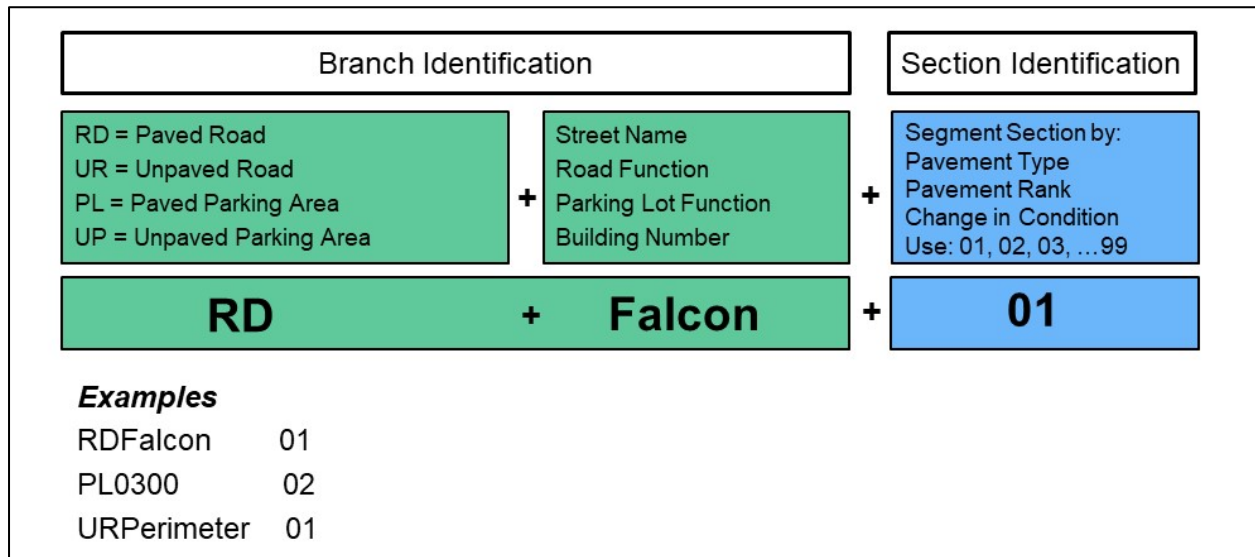 Branch Identification
Section Identification
RD = Paved Road
UR = Unpaved Road
PL = Paved Parking Area
UP = Unpaved Parking Area
+
Street Name
Road Function
Parking Lot Function
Building Number
+
Segment Section by:
Pavement Type
Pavement Rank
Change in Condition
Use: 01, 02, 03, ...99
RD + Falcon + 01
Examples
RDFalcon 01
PL0300 02
URPerimeter 01